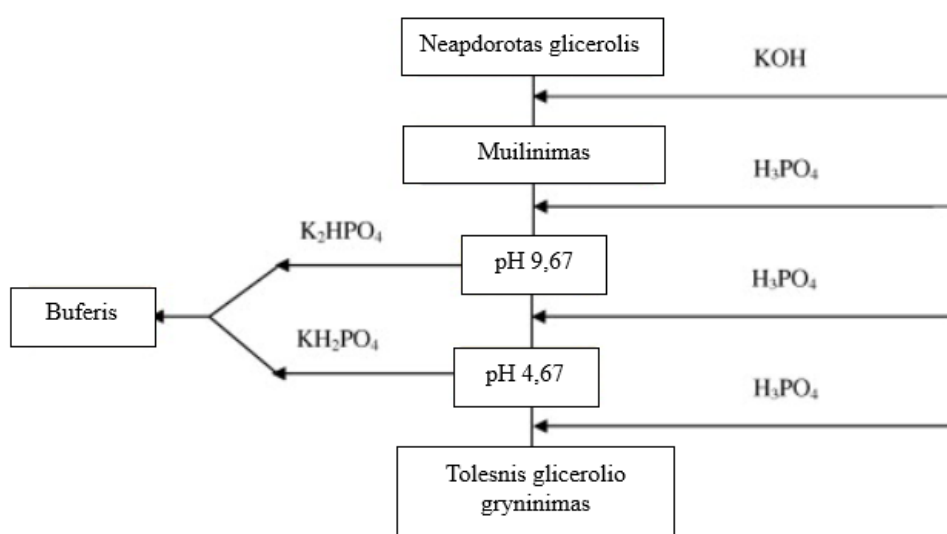 Neapdorotas glicerolis
KOH
Muilinimas
H₃PO₄
K₂HPO₄
pH 9,67
H₃PO₄
Buferis
KH₂PO₄
pH 4,67
H₃PO₄
Tolesnis glicerolio
gryninimas